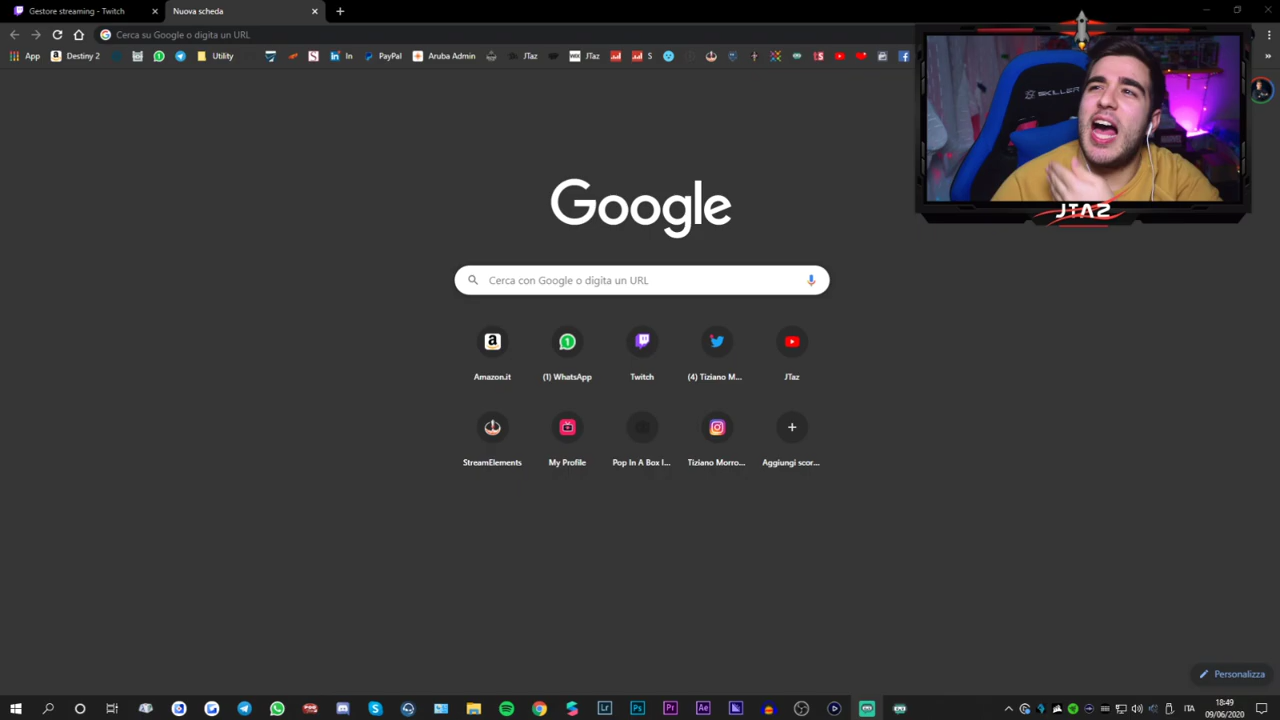 Gestore streaming - Twitch
Nuova scheda
Cerca su Google o digita un URL
App
Destiny 2
Utility
In
PayPal
Aruba Admin
JTaz
JTaz
S
SKILLER
JTAZ
Google
Cerca con Google o digita un URL
Amazon.it
(1) WhatsApp
Twitch
(4) Tiziano M...
JTaz
StreamElements
My Profile
Pop In A Box I...
Tiziano Morro...
Aggiungi scor...
Personalizza
ITA
18:49
09/06/2020